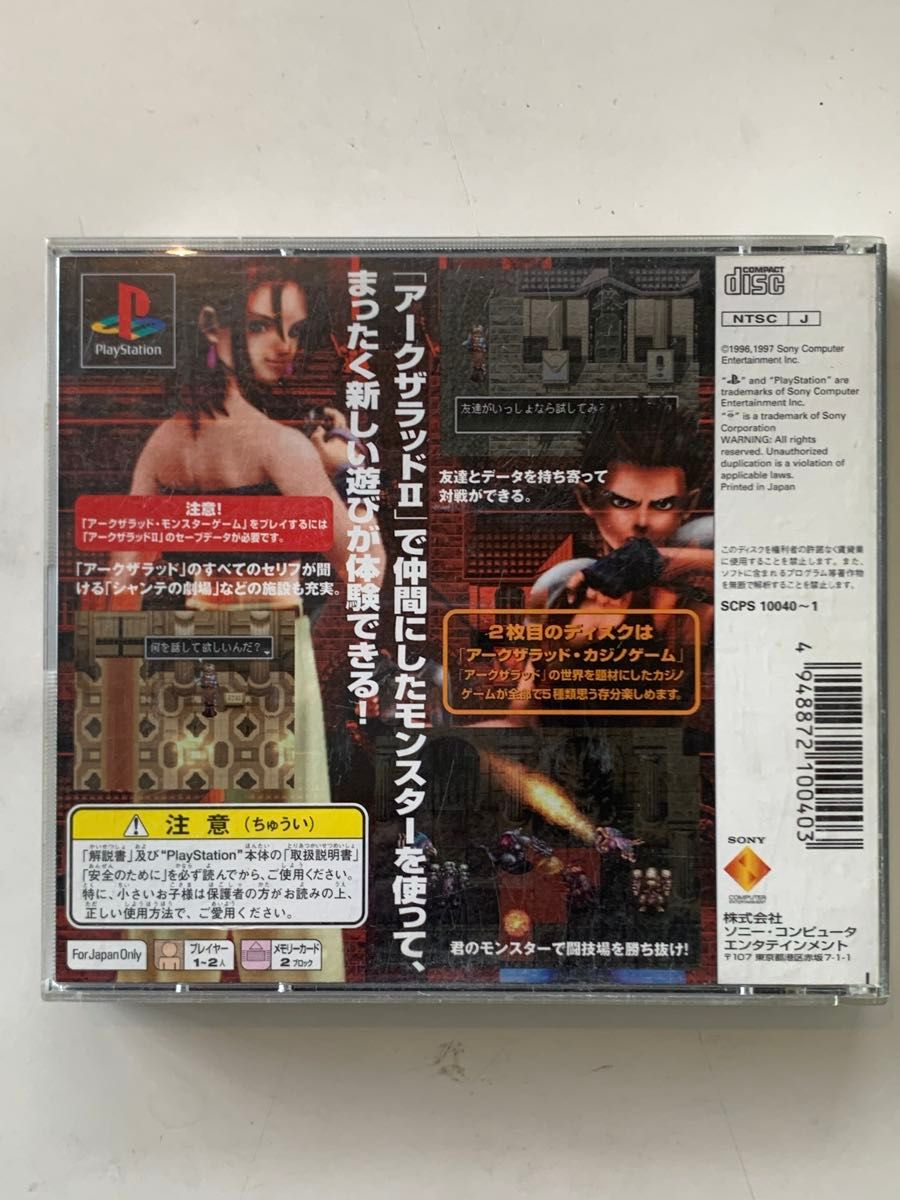 PlayStation
「アークザラッドⅡ」で仲間にしたモンスターを使って、
まったく新しい遊びが体験できる!
注意!
「アークザラッド・モンスターゲーム」をプレイするには
「アークザラッドⅡ」のセーブデータが必要です。
「アークザラッド」のすべてのセリフが聞
ける「シャンテの劇場」などの施設も充実。
何を話して欲しいんだ?
友達がいっしょなら試してみ
友達とデータを持ち寄って
対戦ができる。
2枚目のディスクは
「アークザラッド・カジノゲーム」
「アークザラッド」の世界を題材にしたカジノ
ゲームが全部で5種類思う存分楽しめます。
君のモンスターで闘技場を勝ち抜け!
注意(ちゅうい)
「解説書」及び"PlayStation"本体の「取扱説明書」
「安全のために」を必ず読んでから、ご使用ください。
特に、小さいお子様は保護者の方がお読みの上、
正しい使用方法で、ご愛用ください。
For Japan Only
プレイヤー
1~2人
メモリーカード
2ブロック
COMPACT
disc
NTSC J
©1996,1997 Sony Computer
Entertainment Inc.
" " and "PlayStation" are
trademarks of Sony Computer
Entertainment Inc.
" " is a trademark of Sony
Corporation
WARNING: All rights
reserved. Unauthorized
duplication is a violation of
applicable laws.
Printed in Japan
このディスクを権利者の許諾なく賃貸業
に使用することを禁じます。また、
ソフトに含まれるプログラム等著作物
を無断で解析することを禁じます。
SCPS 10040~1
4 948872 100403
SONY
COMPUTER
ENTERTAINMENT
株式会社
ソニー・コンピュータ
エンタテインメント
〒107 東京都港区赤坂7-1-1